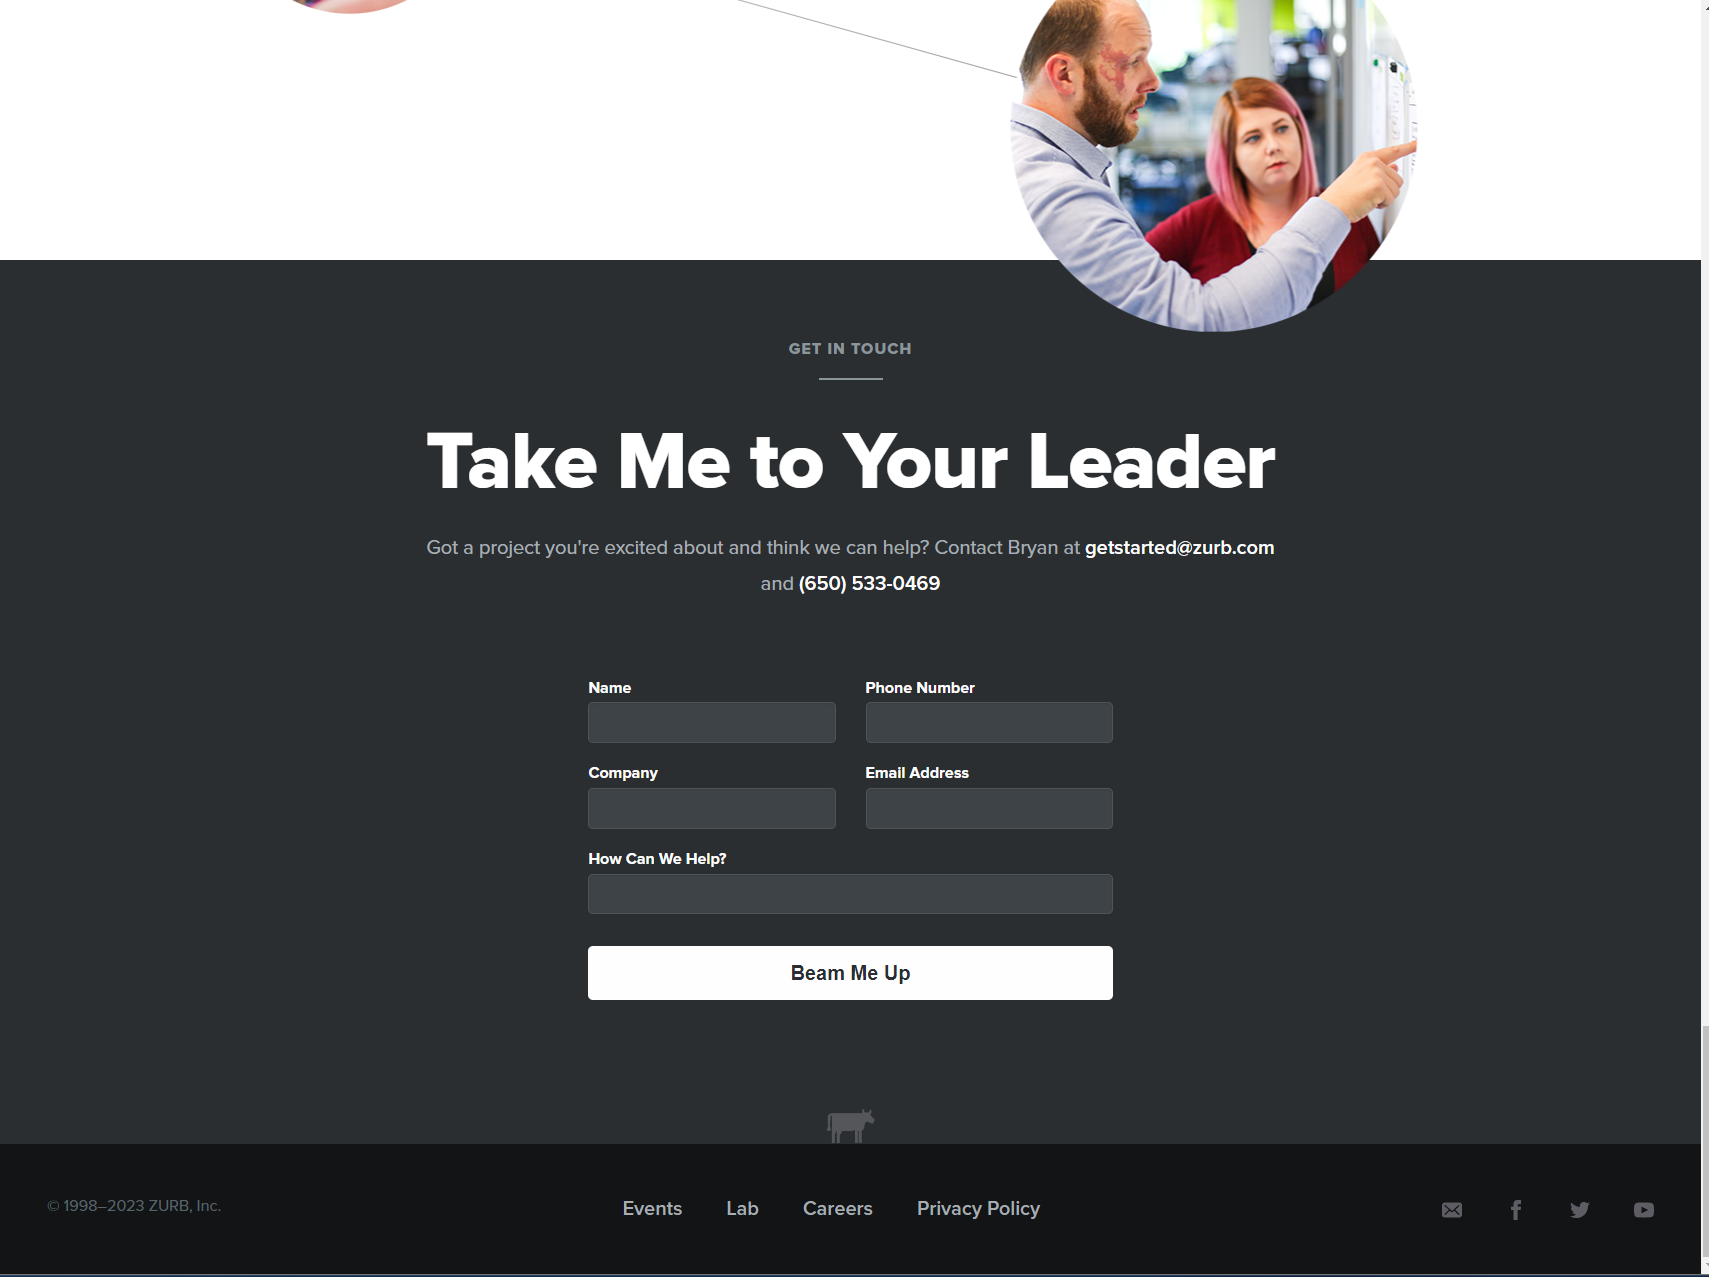 GET IN TOUCH
Take Me to Your Leader
Got a project you're excited about and think we can help? Contact Bryan at getstarted@zurb.com
and (650) 533-0469
Name
Phone Number
Company
Email Address
How Can We Help?
Beam Me Up
© 1998–2023 ZURB, Inc.
Events
Lab
Careers
Privacy Policy